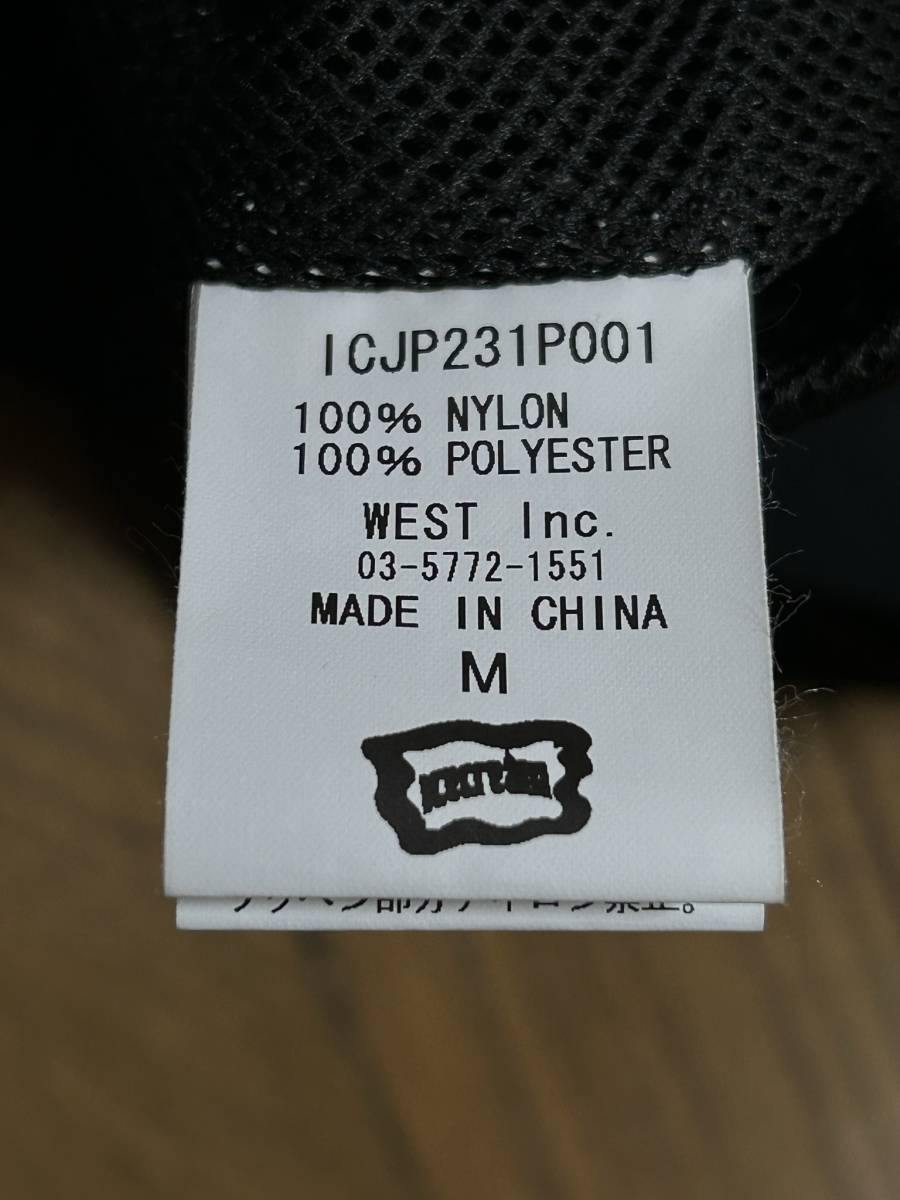 ICJP231P001
100% NYLON
100% POLYESTER
WEST Inc.
03-5772-1551
MADE IN CHINA
M